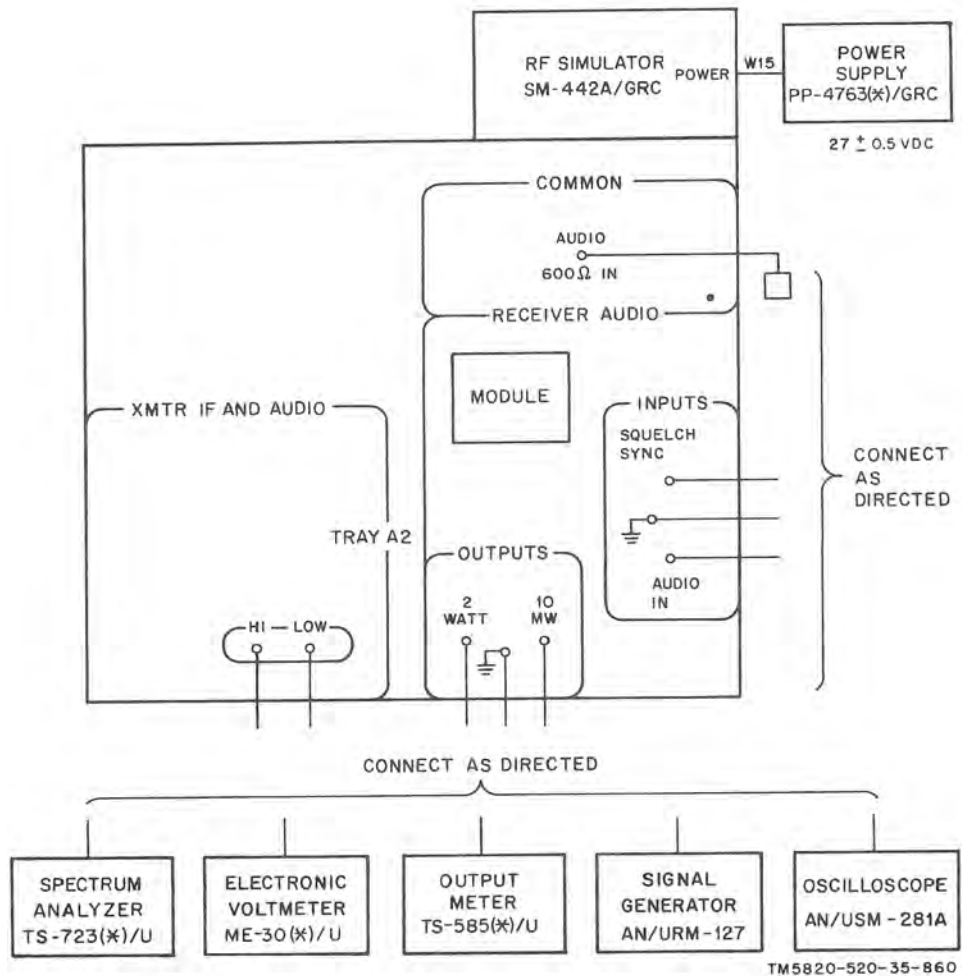 RF SIMULATOR
SM-442A/GRC
POWER
W15
POWER
SUPPLY
PP-4763(*)/GRC
27 ± 0.5 VDC
COMMON
AUDIO
600Ω IN
RECEIVER AUDIO
MODULE
XMTR IF AND AUDIO
INPUTS
SQUELCH
SYNC
CONNECT
AS
DIRECTED
TRAY A2
OUTPUTS
AUDIO
IN
2
WATT
10
MW
HI
LOW
CONNECT AS DIRECTED
SPECTRUM
ANALYZER
TS-723(*)/U
ELECTRONIC
VOLTMETER
ME-30(*)/U
OUTPUT
METER
TS-585(*)/U
SIGNAL
GENERATOR
AN/URM-127
OSCILLOSCOPE
AN/USM-281A
TM5820-520-35-860